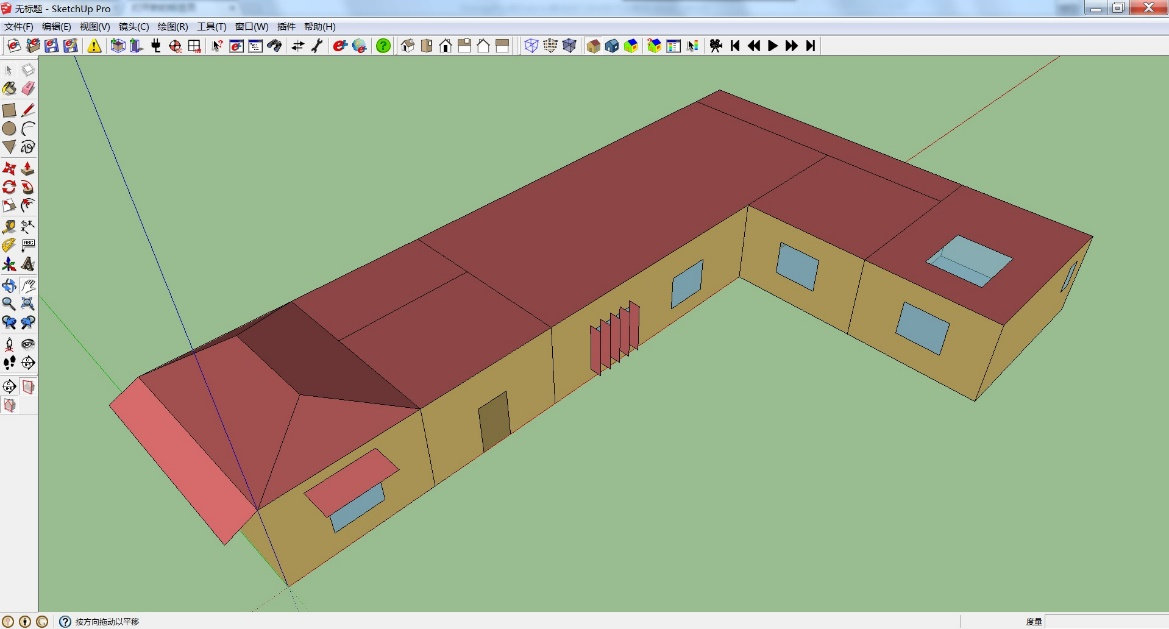 无标题 - SketchUp Pro
文件(F) 编辑(E) 视图(V) 镜头(C) 绘图(R) 工具(T) 窗口(W) 插件 帮助(H)
按方向拖动以平移
度量